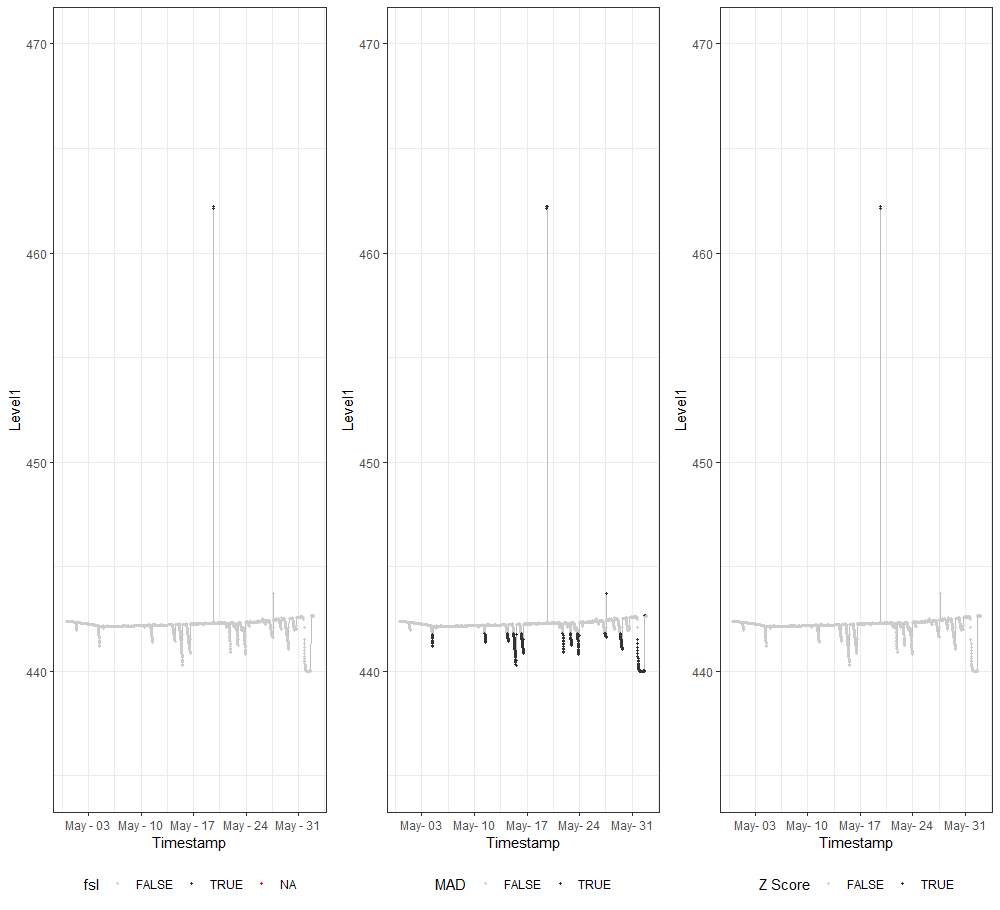 470
460
450
440
Level1
May - 03 May - 10 May - 17 May - 24 May - 31
Timestamp
fsl FALSE TRUE NA
470
460
450
440
Level1
May - 03 May - 10 May - 17 May - 24 May - 31
Timestamp
MAD FALSE TRUE
470
460
450
440
Level1
May- 03 May- 10 May- 17 May- 24 May- 31
Timestamp
Z Score FALSE TRUE